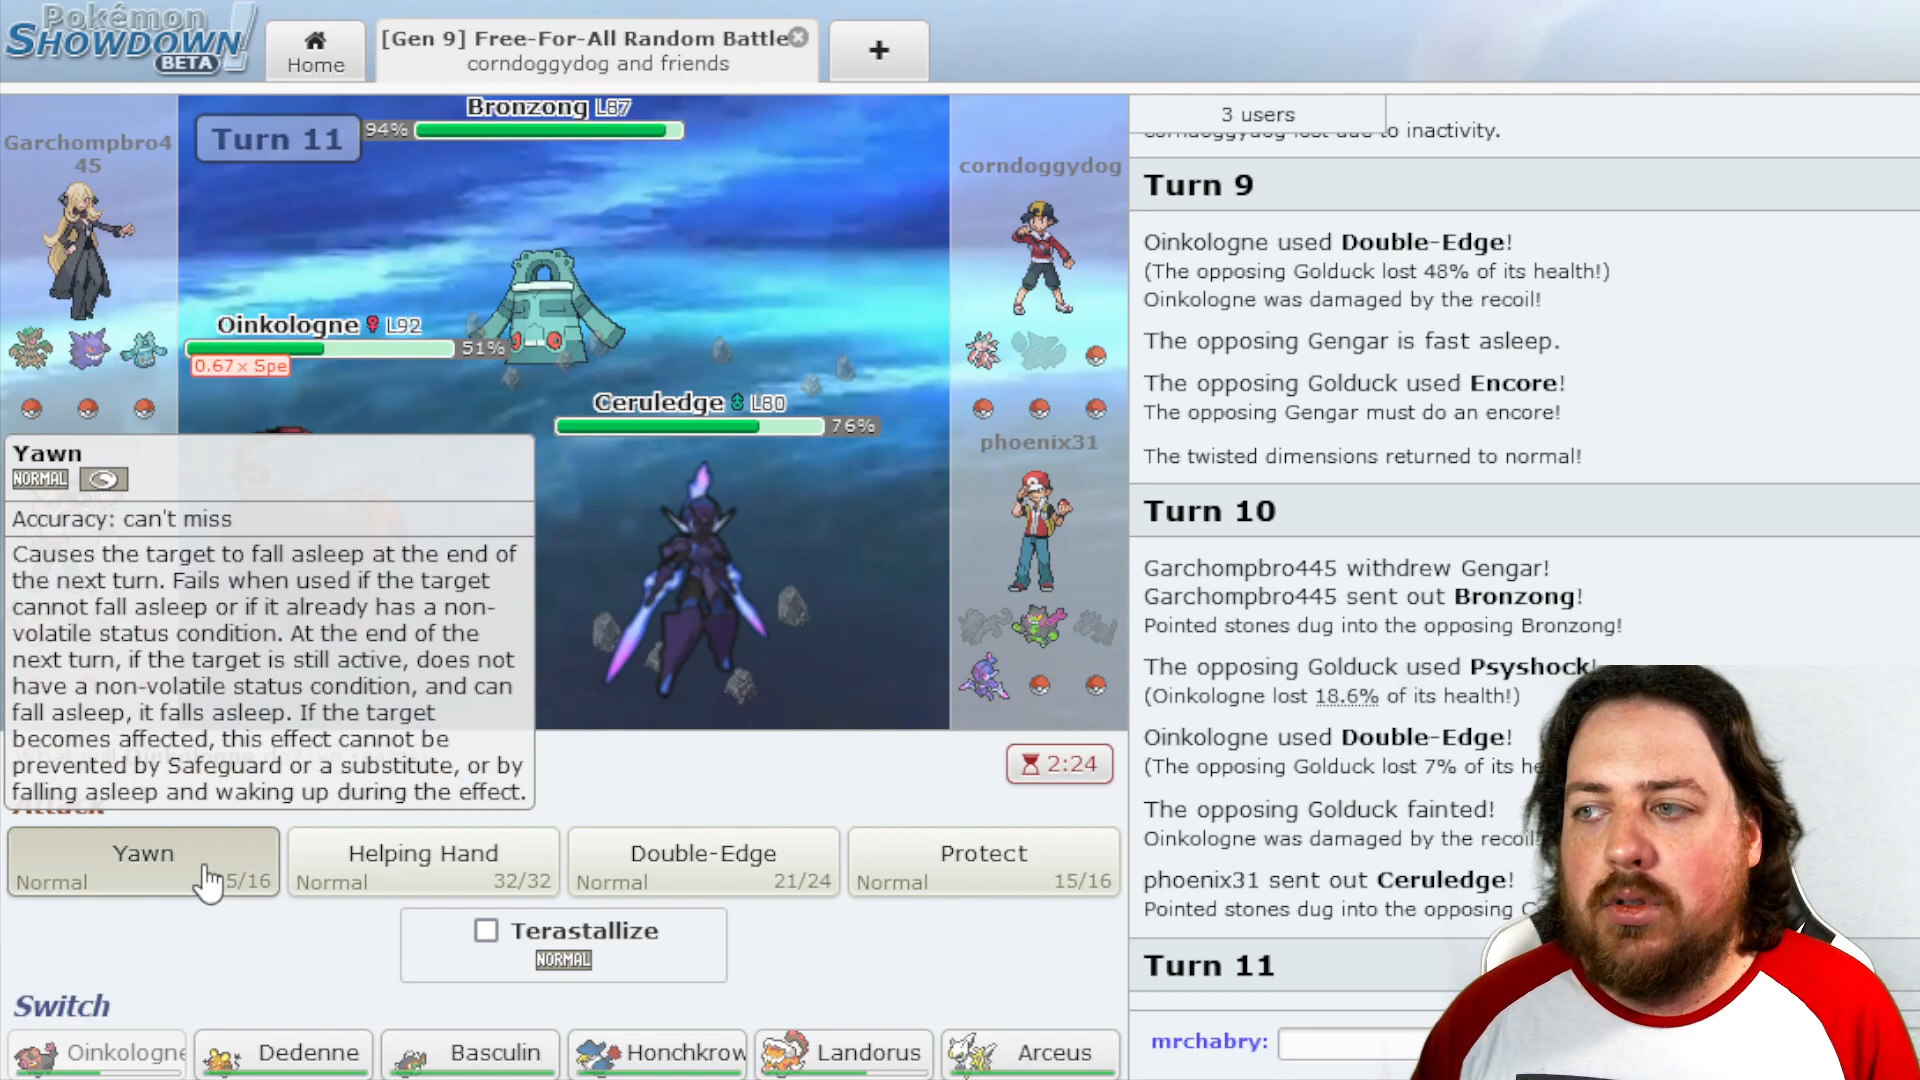 Pokémon
SHOWDOWN!
BETA
Home
[Gen 9] Free-For-All Random Battle
corndoggydog and friends
+
Garchompbro4
45
Turn 11
Bronzong L87
94%
Oinkologne L92
51%
0.67× Spe
Ceruledge L80
76%
corndoggydog
phoenix31
Yawn
NORMAL
Accuracy: can't miss
Causes the target to fall asleep at the end of
the next turn. Fails when used if the target
cannot fall asleep or if it already has a non-
volatile status condition. At the end of the
next turn, if the target is still active, does not
have a non-volatile status condition, and can
fall asleep, it falls asleep. If the target
becomes affected, this effect cannot be
prevented by Safeguard or a substitute, or by
falling asleep and waking up during the effect.
2:24
Attack
Yawn
Normal 5/16
Helping Hand
Normal 32/32
Double-Edge
Normal 21/24
Protect
Normal 15/16
Terastallize
NORMAL
Switch
Oinkologne
Dedenne
Basculin
Honchkrow
Landorus
Arceus
3 users
corndoggydog lost due to inactivity.
Turn 9
Oinkologne used Double-Edge!
(The opposing Golduck lost 48% of its health!)
Oinkologne was damaged by the recoil!
The opposing Gengar is fast asleep.
The opposing Golduck used Encore!
The opposing Gengar must do an encore!
The twisted dimensions returned to normal!
Turn 10
Garchompbro445 withdrew Gengar!
Garchompbro445 sent out Bronzong!
Pointed stones dug into the opposing Bronzong!
The opposing Golduck used Psyshock!
(Oinkologne lost 18.6% of its health!)
Oinkologne used Double-Edge!
(The opposing Golduck lost 7% of its he
The opposing Golduck fainted!
Oinkologne was damaged by the recoil!
phoenix31 sent out Ceruledge!
Pointed stones dug into the opposing C
Turn 11
mrchabry: